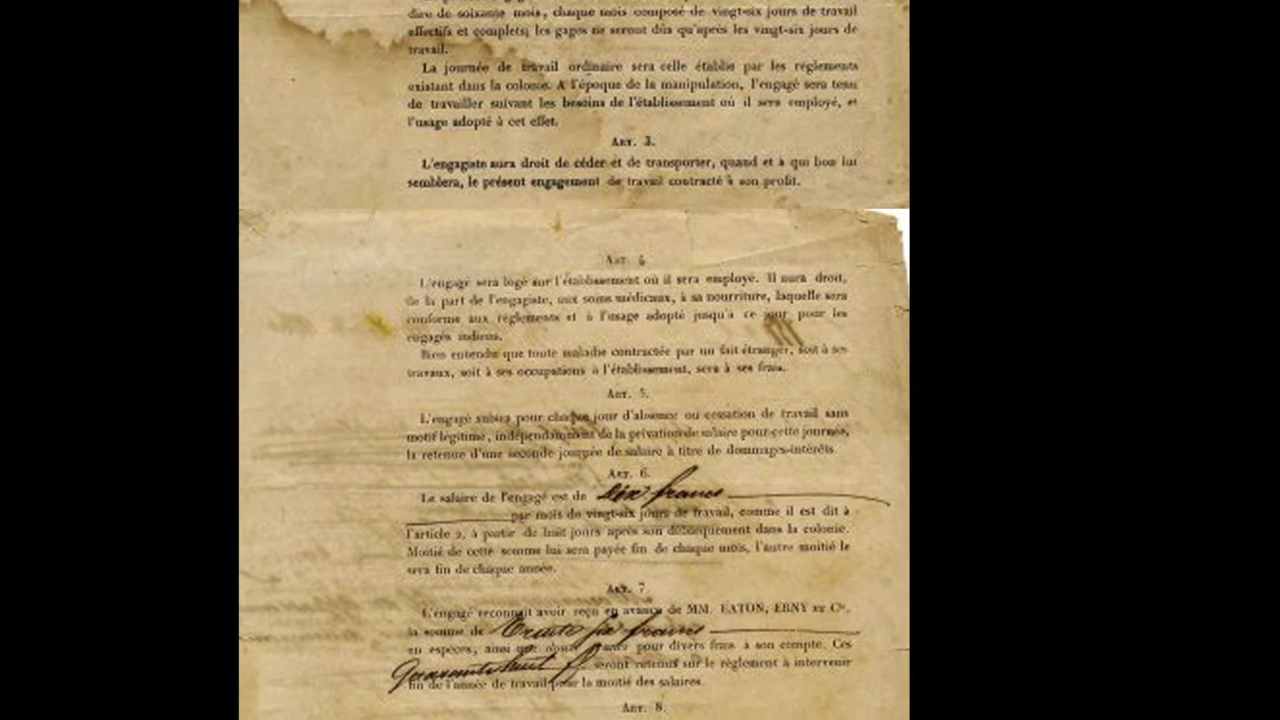 dire de soixante mois, chaque mois composé de vingt-six jours de travail
effectifs et complets; les gages ne seront dûs qu'après les vingt-six jours de
travail.
La journée de travail ordinaire sera celle établie par les réglements
existant dans la colonie. A l'époque de la manipulation, l'engagé sera tenu
de travailler suivant les besoins de l'établissement où il sera employé, et
l'usage adopté à cet effet.
ART. 3.
L'engagiste aura droit de céder et de transporter, quand et à qui bon lui
semblera, le présent engagement de travail contracté à son profit.
ART. 4
L'engagé sera logé sur l'établissement où il sera employé. Il aura droit,
de la part de l'engagiste, aux soins médicaux, à sa nourriture, laquelle sera
conforme aux réglements et à l'usage adopté jusqu'à ce jour pour les
engagés indiens.
Bien entendu que toute maladie contractée par un fait étranger, soit à ses
travaux, soit à ses occupations à l'établissement, sera à ses frais.
ART. 5.
L'engagé subira pour chaque jour d'absence ou cessation de travail sans
motif légitime, indépendamment de la privation de salaire pour cette journée,
la retenue d'une seconde journée de salaire à titre de dommages-intérêts
ART. 6.
Le salaire de l'engagé est de dix francs
par mois de vingt-six jours de travail, comme il est dit à
l'article 2, à partir de huit jours après son débarquement dans la colonie.
Moitié de cette somme lui sera payée fin de chaque mois, l'autre moitié le
sera fin de chaque année.
ART. 7
L'engagé reconnaît avoir reçu en avance de MM. EATON, ERNY ET Cie,
la somme de Trente six francs
en espèces, ainsi que pour divers frais à son compte. Ces
Quarante huit f seront retenus sur le règlement à intervenir
fin de l'année de travail pour la moitié des salaires.
ART. 8.